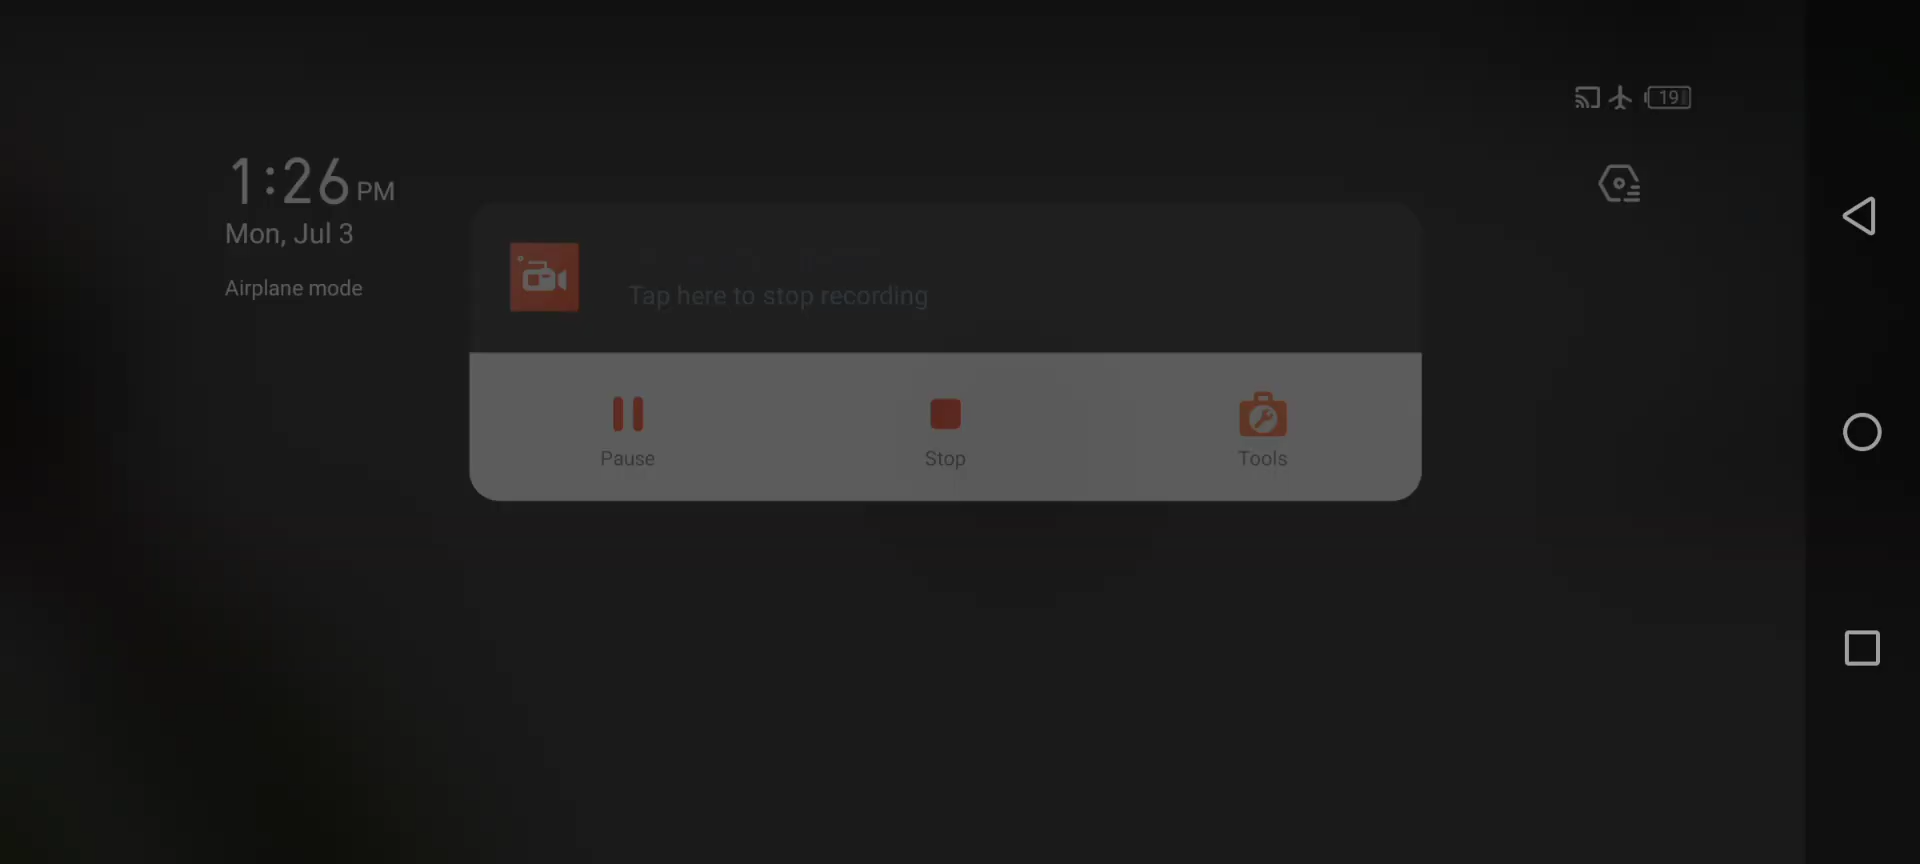 19
1:26 PM
Mon, Jul 3
Airplane mode
Tap here to stop recording
Pause
Stop
Tools